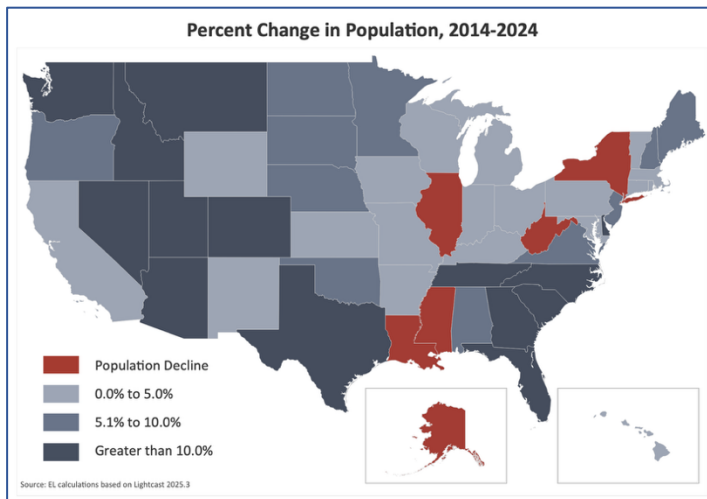 Percent Change in Population, 2014-2024
Population Decline
0.0% to 5.0%
5.1% to 10.0%
Greater than 10.0%
Source: EL calculations based on Lightcast 2025.3